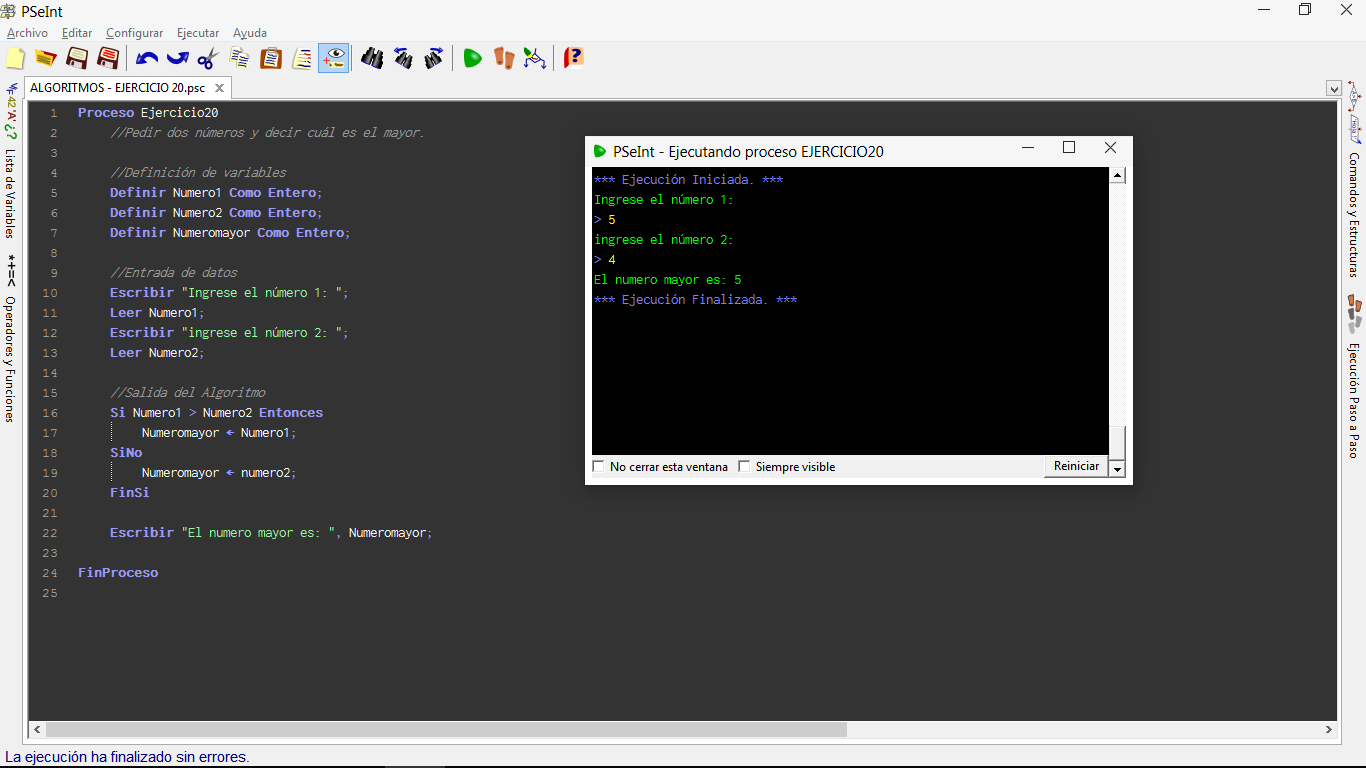 PSeInt
Archivo Editar Configurar Ejecutar Ayuda
ALGORITMOS - EJERCICIO 20.psc
1 Proceso Ejercicio20
2 //Pedir dos números y decir cuál es el mayor.
3
4 //Definición de variables
5 Definir Numero1 Como Entero;
6 Definir Numero2 Como Entero;
7 Definir Numeromayor Como Entero;
8
9 //Entrada de datos
10 Escribir "Ingrese el número 1: ";
11 Leer Numero1;
12 Escribir "ingrese el número 2: ";
13 Leer Numero2;
14
15 //Salida del Algoritmo
16 Si Numero1 > Numero2 Entonces
17 Numeromayor ← Numero1;
18 SiNo
19 Numeromayor ← numero2;
20 FinSi
21
22 Escribir "El numero mayor es: ", Numeromayor;
23
24 FinProceso
25
PSeInt - Ejecutando proceso EJERCICIO20
*** Ejecución Iniciada. ***
Ingrese el número 1:
> 5
ingrese el número 2:
> 4
El numero mayor es: 5
*** Ejecución Finalizada. ***
No cerrar esta ventana Siempre visible Reiniciar
Lista de Variables
*+=< Operadores y Funciones
Comandos y Estructuras
Ejecución Paso a Paso
La ejecución ha finalizado sin errores.